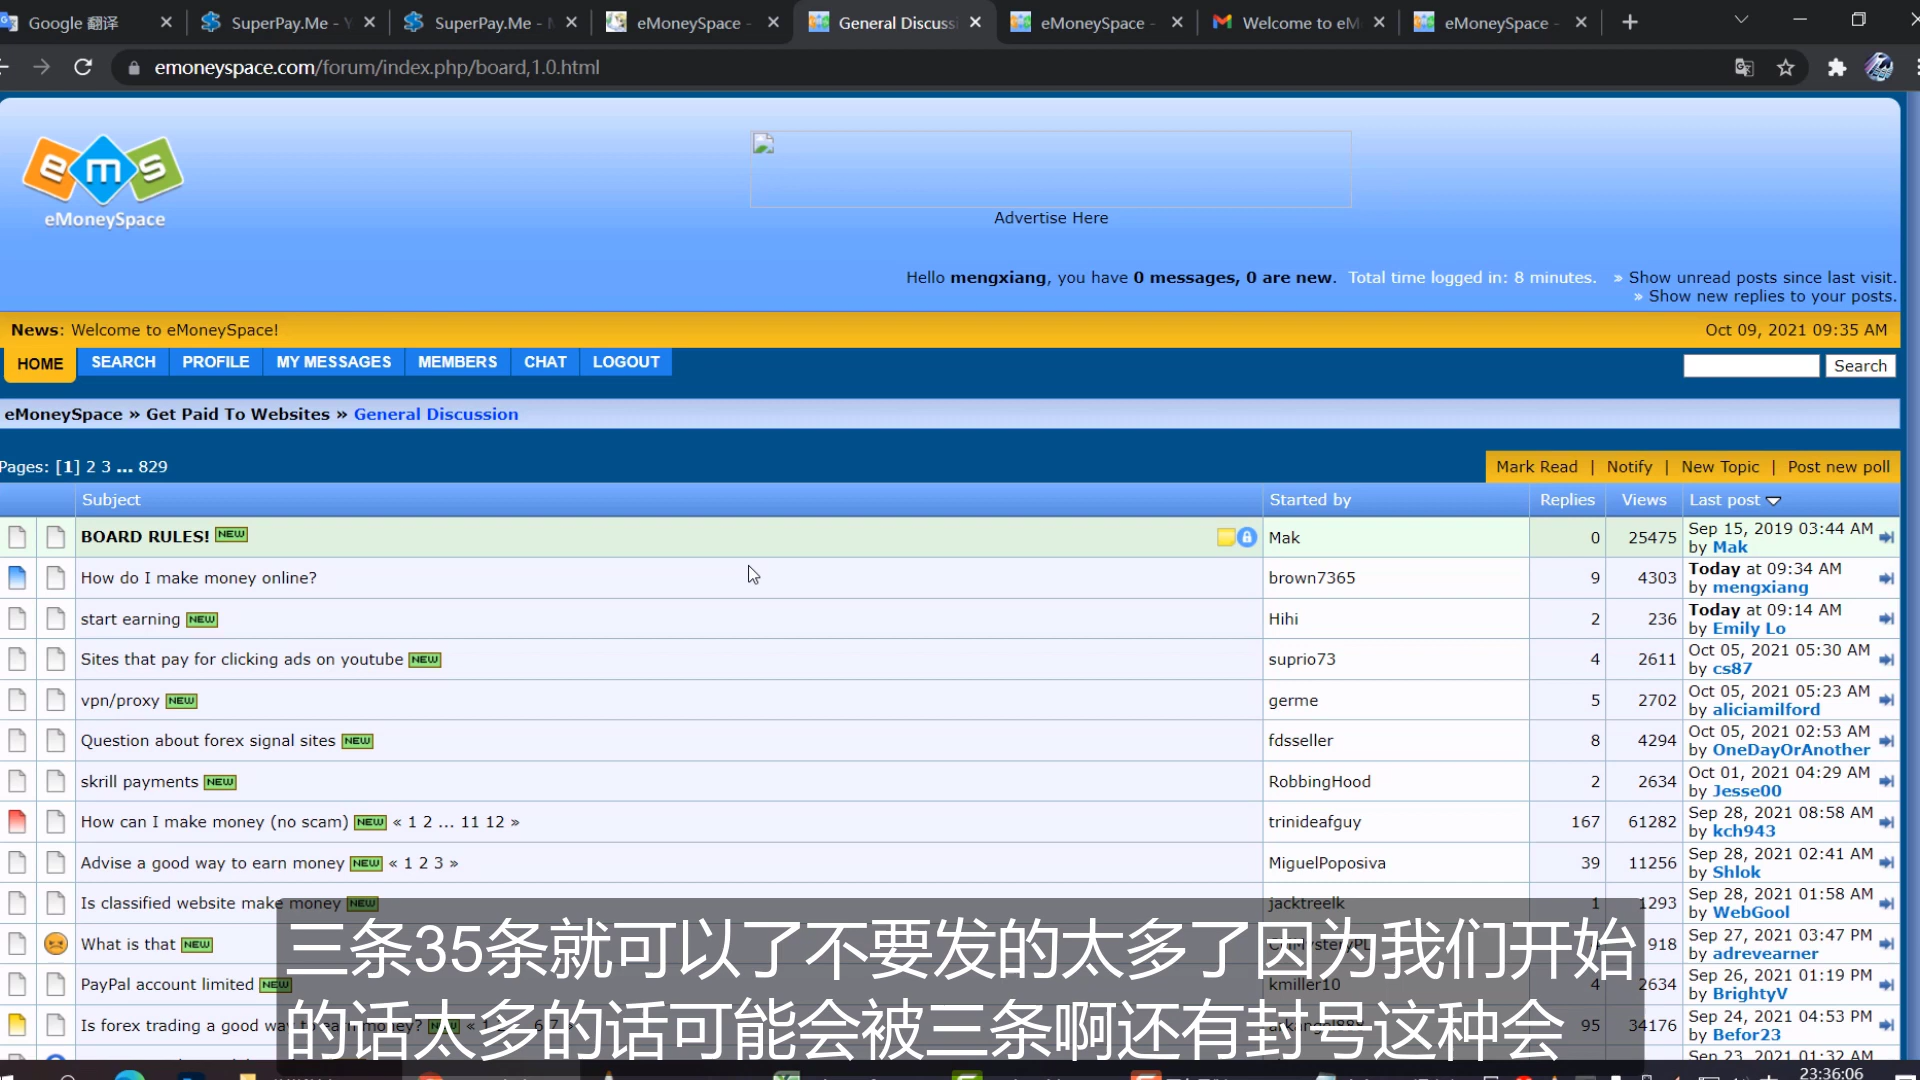 Google 翻译
SuperPay.Me -
SuperPay.Me -
eMoneySpace -
General Discuss
eMoneySpace -
Welcome to eM
eMoneySpace -
emoneyspace.com/forum/index.php/board,1.0.html
ems
eMoneySpace
Advertise Here
Hello mengxiang, you have 0 messages, 0 are new. Total time logged in: 8 minutes. » Show unread posts since last visit.
» Show new replies to your posts.
News: Welcome to eMoneySpace! Oct 09, 2021 09:35 AM
HOME SEARCH PROFILE MY MESSAGES MEMBERS CHAT LOGOUT Search
eMoneySpace » Get Paid To Websites » General Discussion
Pages: [1] 2 3 ... 829 Mark Read | Notify | New Topic | Post new poll
Subject Started by Replies Views Last post
BOARD RULES! NEW Mak 0 25475 Sep 15, 2019 03:44 AM
by Mak
How do I make money online? brown7365 9 4303 Today at 09:34 AM
by mengxiang
start earning NEW Hihi 2 236 Today at 09:14 AM
by Emily Lo
Sites that pay for clicking ads on youtube NEW suprio73 4 2611 Oct 05, 2021 05:30 AM
by cs87
vpn/proxy NEW germe 5 2702 Oct 05, 2021 05:23 AM
by aliciamilford
Question about forex signal sites NEW fdsseller 8 4294 Oct 05, 2021 02:53 AM
by OneDayOrAnother
skrill payments NEW RobbingHood 2 2634 Oct 01, 2021 04:29 AM
by Jesse00
How can I make money (no scam) NEW « 1 2 ... 11 12 » trinideafguy 167 61282 Sep 28, 2021 08:58 AM
by kch943
Advise a good way to earn money NEW « 1 2 3 » MiguelPoposiva 39 11256 Sep 28, 2021 02:41 AM
by Shlok
Is classified website make money NEW jacktreelk 1 1293 Sep 28, 2021 01:58 AM
by WebGool
What is that NEW 918 Sep 27, 2021 03:47 PM
by adrevearner
PayPal account limited NEW kmiller10 4 2634 Sep 26, 2021 01:19 PM
by BrightyV
Is forex trading a good way to earn money? 95 34176 Sep 24, 2021 04:53 PM
by Befor23
Sep 23, 2021 01:32 AM
三条35条就可以了不要发的太多了因为我们开始
的话太多的话可能会被三条啊还有封号这种会
23:36:06